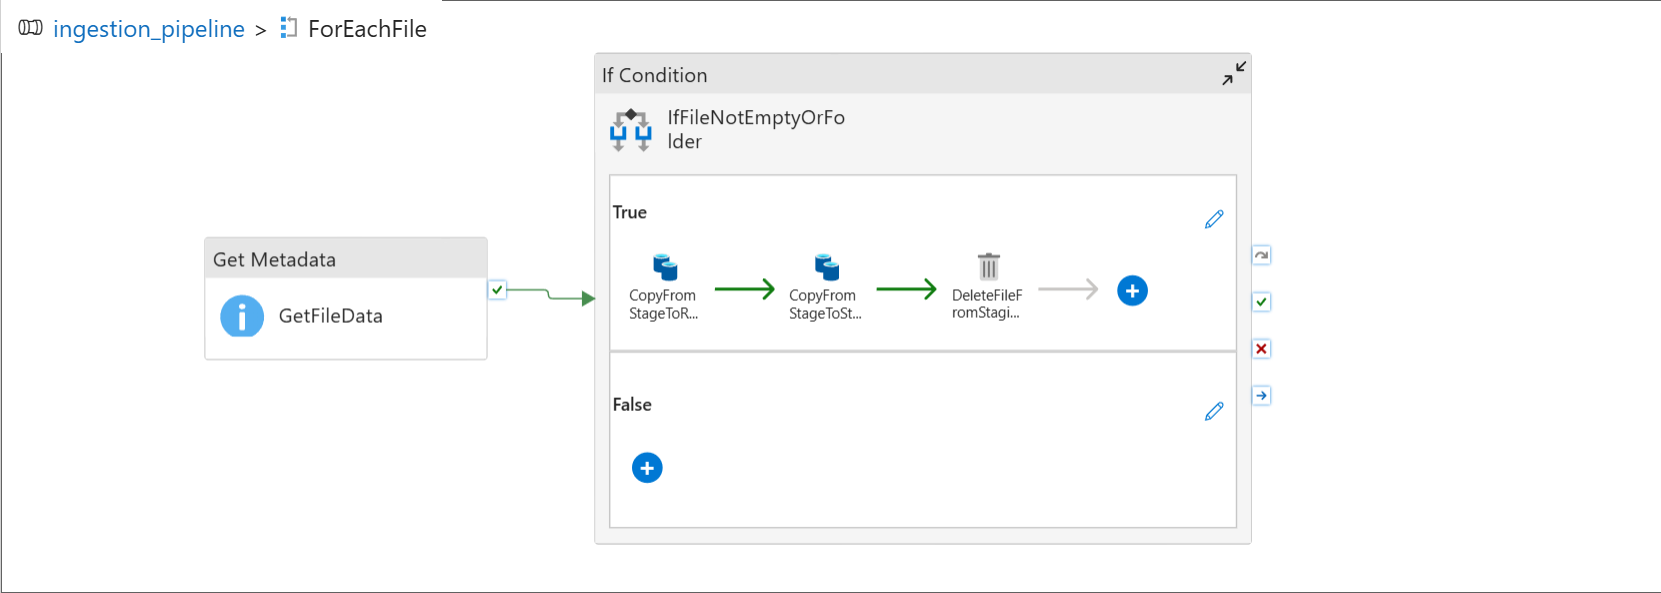 ingestion_pipeline > ForEachFile
If Condition
IfFileNotEmptyOrFo
lder
True
CopyFrom
StageToR...
CopyFrom
StageToSt...
DeleteFileF
romStagi...
Get Metadata
GetFileData
False